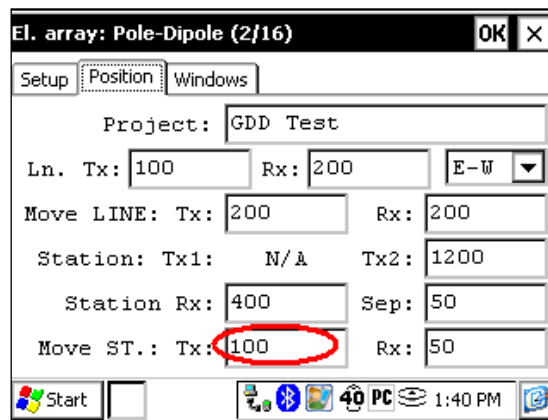 El. array: Pole-Dipole (2/16) OK ×
Setup Position Windows
Project: GDD Test
Ln. Tx: 100 Rx: 200 E-W
Move LINE: Tx: 200 Rx: 200
Station: Tx1: N/A Tx2: 1200
Station Rx: 400 Sep: 50
Move ST.: Tx: 100 Rx: 50
Start 40 PC 1:40 PM